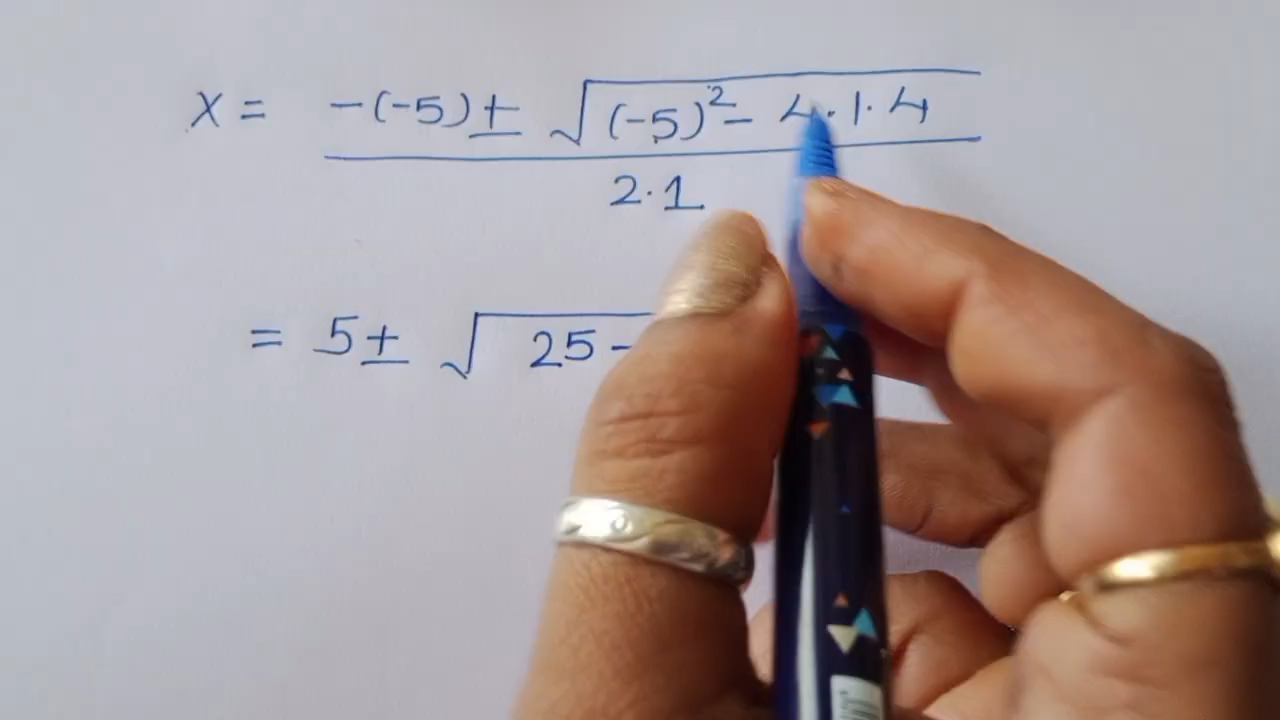 x = -(-5) ± √(-5)² - 4·1·4
2·1
= 5 ± √25 -